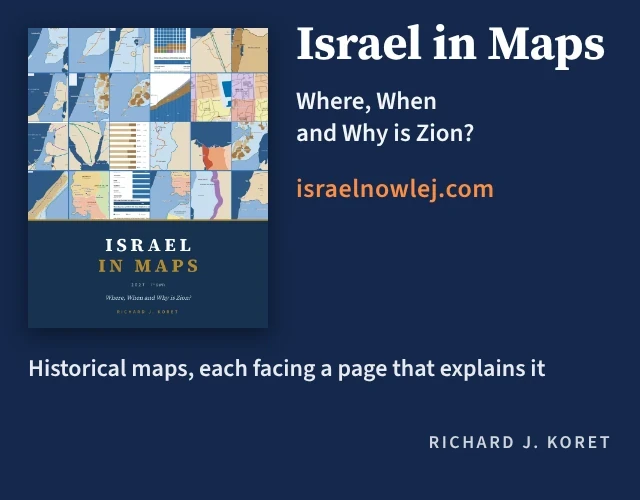 Israel in Maps
Where, When
and Why is Zion?
israelnowlej.com
ISRAEL
IN MAPS
Where, When and Why is Zion?
RICHARD J. KORET
Historical maps, each facing a page that explains it
RICHARD J. KORET